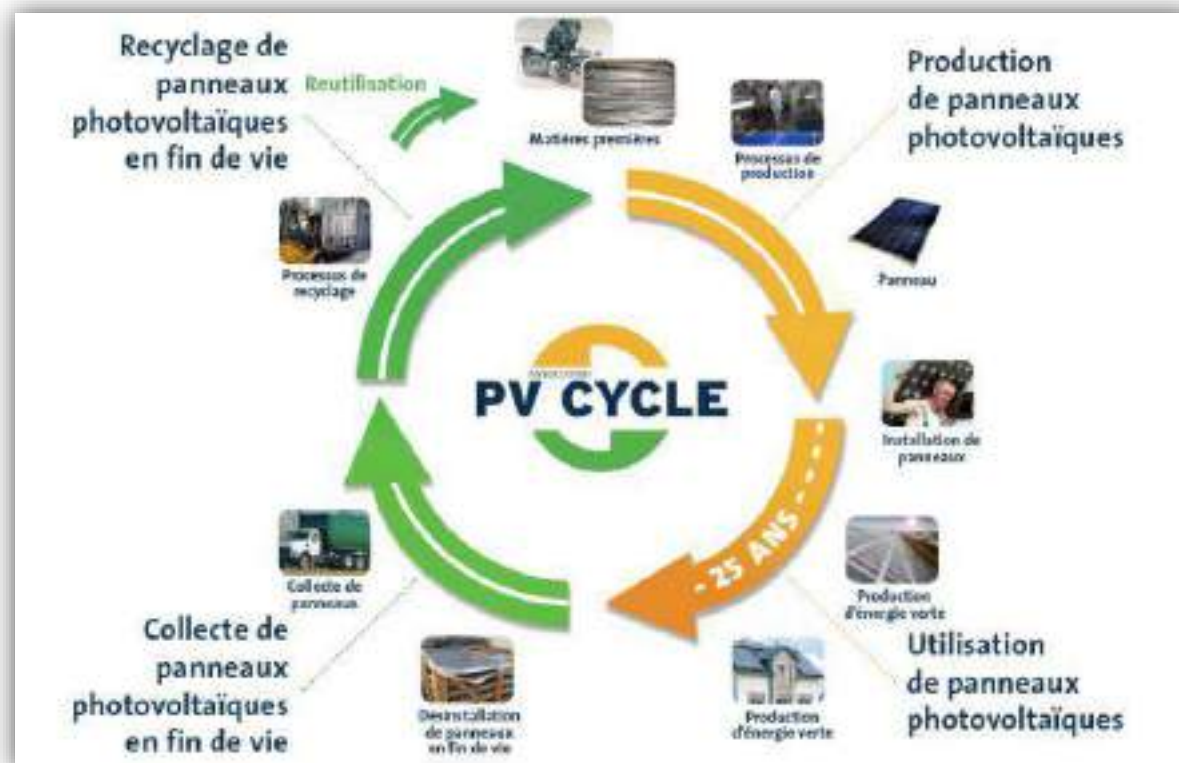 Recyclage de
panneaux
photovoltaïques
en fin de vie
Reutilisation
Matières premières
Processus de
production
Production
de panneaux
photovoltaïques
Panneau
Installation de
panneaux
- 25 ANS -
Production
d'énergie verte
Utilisation
de panneaux
photovoltaïques
Production
d'énergie verte
Désinstallation
de panneaux
en fin de vie
Collecte de
panneaux
photovoltaïques
en fin de vie
Collecte de
panneaux
Processus de
recyclage
PV CYCLE